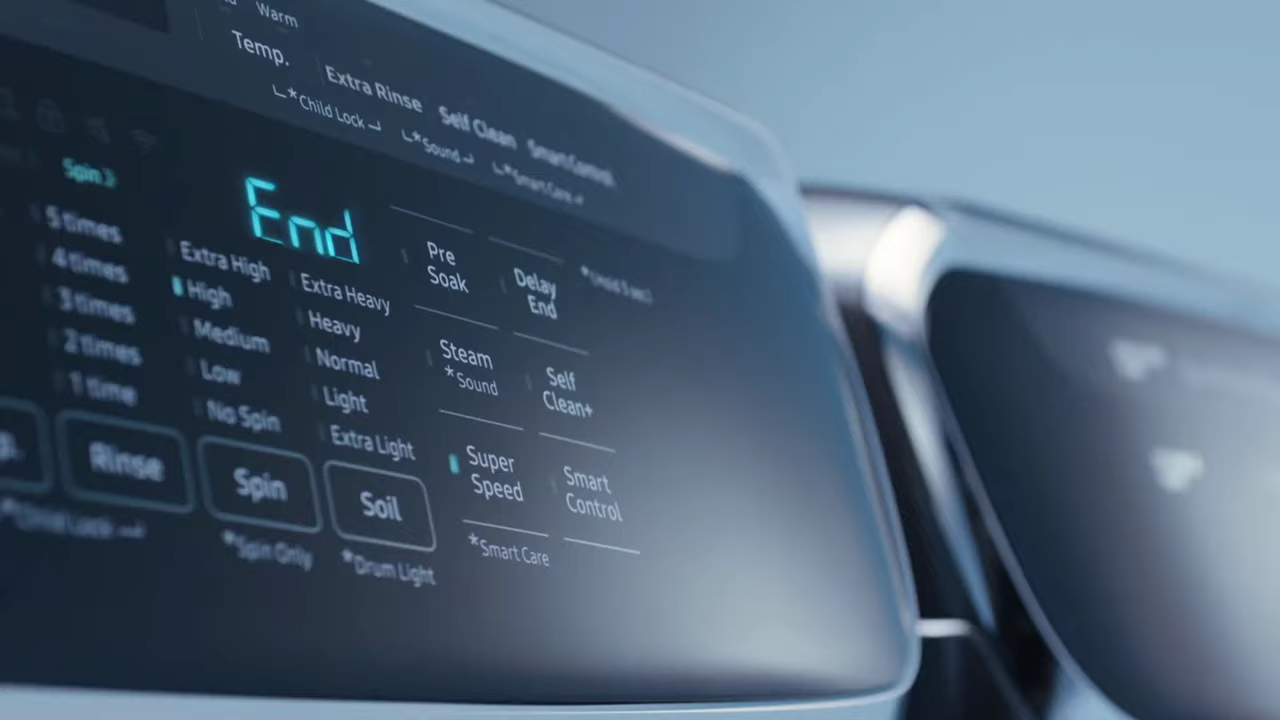 Warm
Temp.
Extra Rinse
Self Clean
Smart Control
*Child Lock
*Sound
*Smart Care
Spin
End
5 times
4 times
3 times
2 times
1 time
Extra High
High
Medium
Low
No Spin
Extra Heavy
Heavy
Normal
Light
Extra Light
Pre
Soak
Delay
End
Steam
*Sound
Self
Clean+
Super
Speed
Smart
Control
*Smart Care
Rinse
Spin
Soil
*Child Lock
*Spin Only
*Drum Light